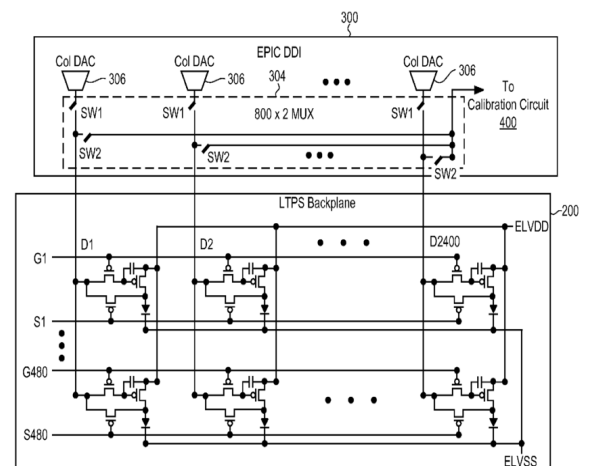 300
EPIC DDI
Col DAC
306
Col DAC
306
304
Col DAC
306
SW1
SW1
800 x 2 MUX
SW1
To
Calibration Circuit
400
SW2
SW2
SW2
LTPS Backplane
200
ELVDD
D1
D2
D2400
G1
S1
G480
S480
ELVSS